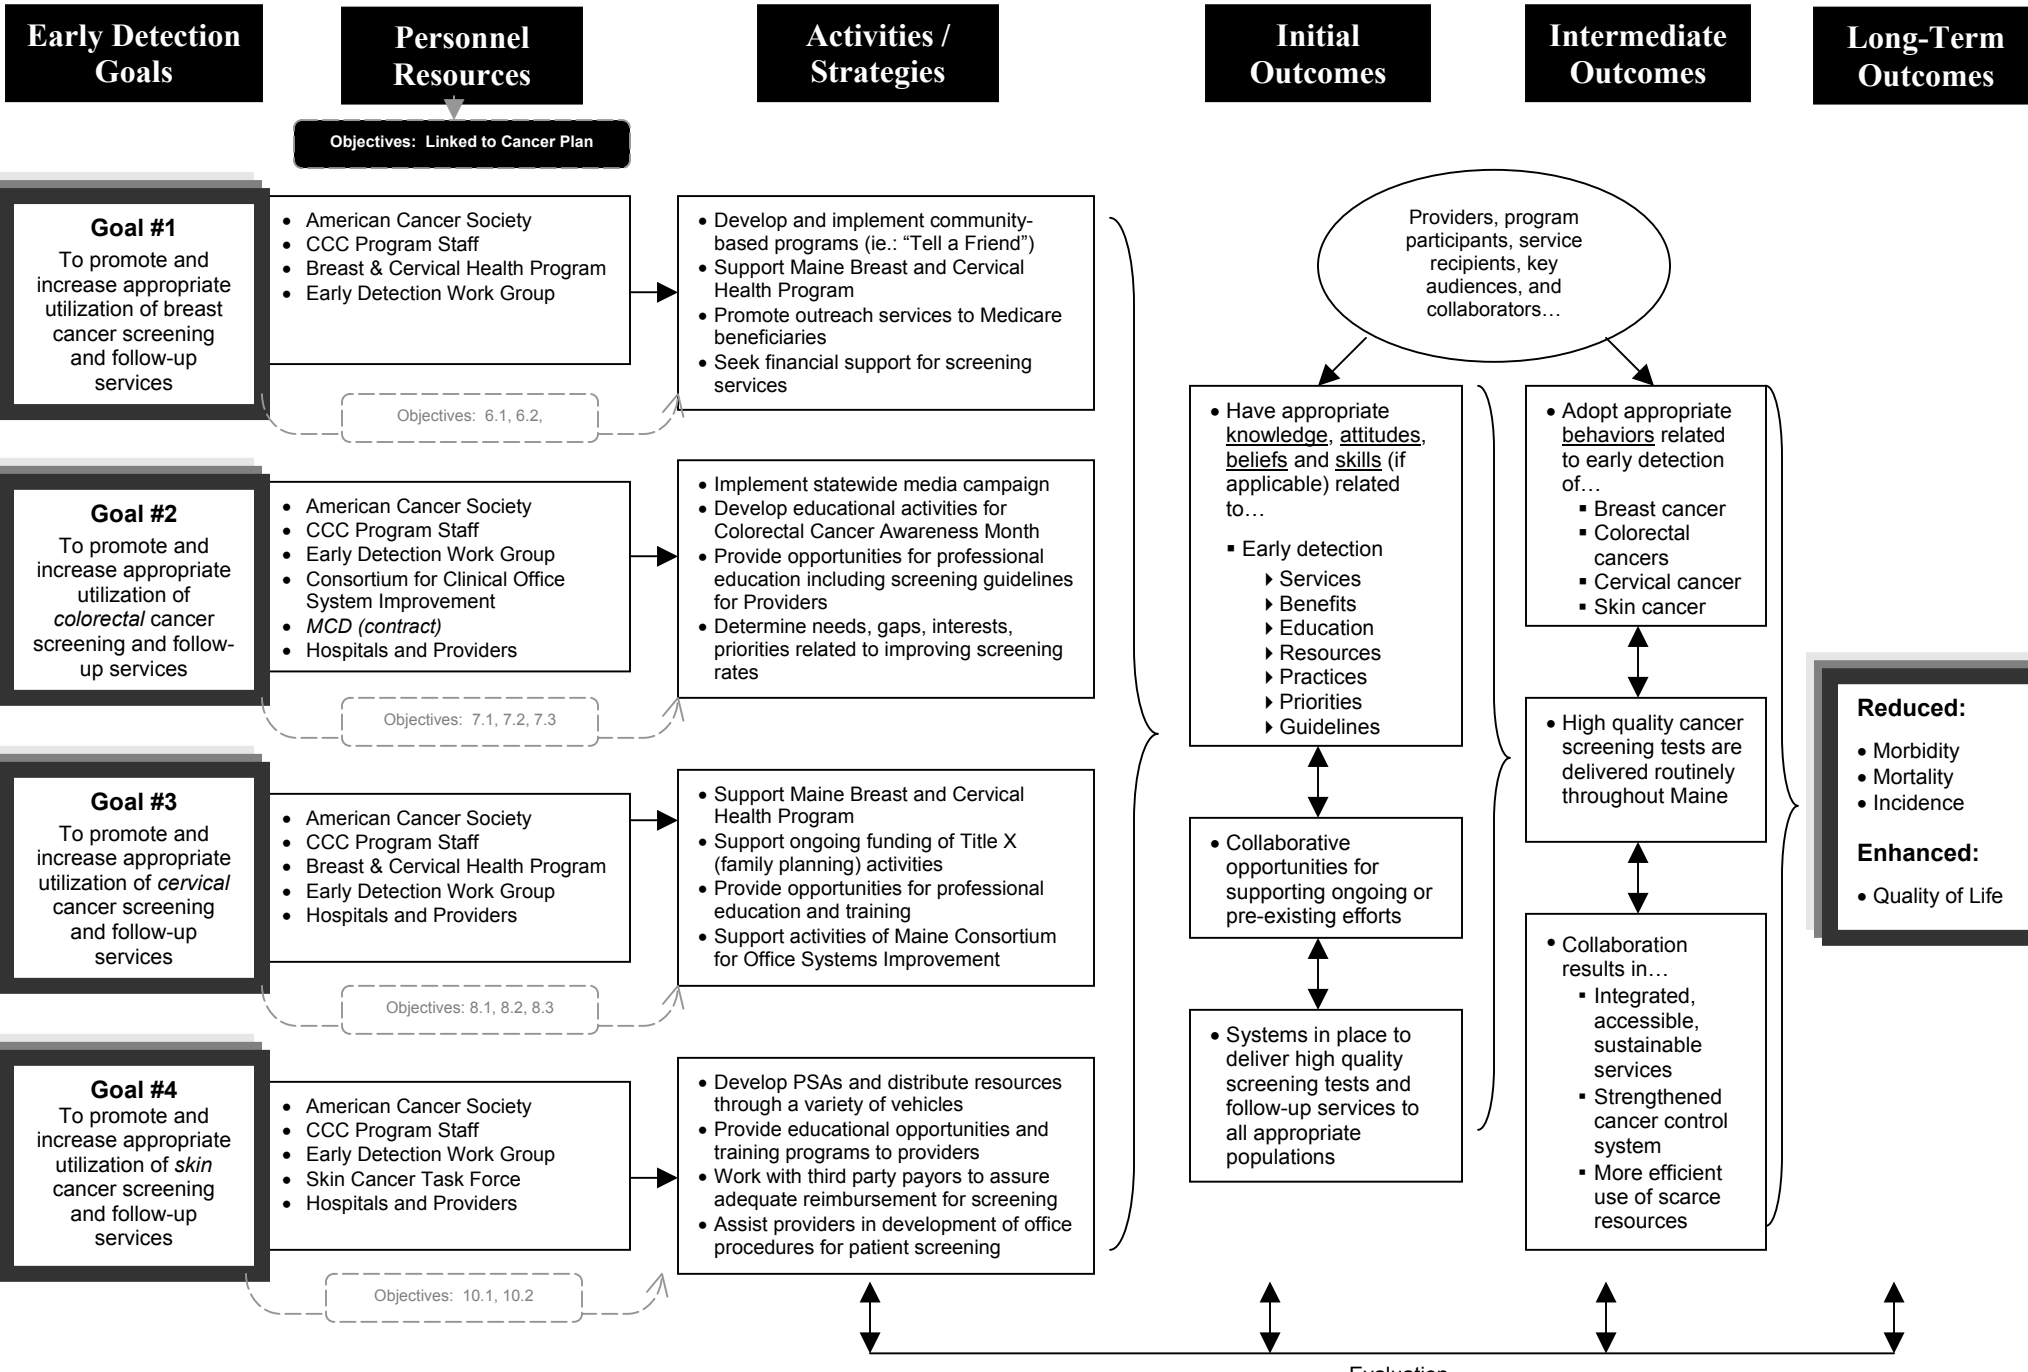 Early Detection
Goals
Personnel
Resources
Activities /
Strategies
Initial
Outcomes
Intermediate
Outcomes
Long-Term
Outcomes
Objectives: Linked to Cancer Plan
Goal #1
To promote and
increase appropriate
utilization of breast
cancer screening
and follow-up
services
• American Cancer Society
• CCC Program Staff
• Breast & Cervical Health Program
• Early Detection Work Group
Objectives: 6.1, 6.2,
• Develop and implement community-
based programs (ie.: “Tell a Friend”)
• Support Maine Breast and Cervical
Health Program
• Promote outreach services to Medicare
beneficiaries
• Seek financial support for screening
services
Goal #2
To promote and
increase appropriate
utilization of
colorectal cancer
screening and follow-
up services
• American Cancer Society
• CCC Program Staff
• Early Detection Work Group
• Consortium for Clinical Office
System Improvement
• MCD (contract)
• Hospitals and Providers
Objectives: 7.1, 7.2, 7.3
• Implement statewide media campaign
• Develop educational activities for
Colorectal Cancer Awareness Month
• Provide opportunities for professional
education including screening guidelines
for Providers
• Determine needs, gaps, interests,
priorities related to improving screening
rates
Goal #3
To promote and
increase appropriate
utilization of cervical
cancer screening
and follow-up
services
• American Cancer Society
• CCC Program Staff
• Breast & Cervical Health Program
• Early Detection Work Group
• Hospitals and Providers
Objectives: 8.1, 8.2, 8.3
• Support Maine Breast and Cervical
Health Program
• Support ongoing funding of Title X
(family planning) activities
• Provide opportunities for professional
education and training
• Support activities of Maine Consortium
for Office Systems Improvement
Goal #4
To promote and
increase appropriate
utilization of skin
cancer screening
and follow-up
services
• American Cancer Society
• CCC Program Staff
• Early Detection Work Group
• Skin Cancer Task Force
• Hospitals and Providers
Objectives: 10.1, 10.2
• Develop PSAs and distribute resources
through a variety of vehicles
• Provide educational opportunities and
training programs to providers
• Work with third party payors to assure
adequate reimbursement for screening
• Assist providers in development of office
procedures for patient screening
Providers, program
participants, service
recipients, key
audiences, and
collaborators…
• Have appropriate
knowledge, attitudes,
beliefs and skills (if
applicable) related
to…
▪ Early detection
Services
Benefits
Education
Resources
Practices
Priorities
Guidelines
• Collaborative
opportunities for
supporting ongoing or
pre-existing efforts
• Systems in place to
deliver high quality
screening tests and
follow-up services to
all appropriate
populations
• Adopt appropriate
behaviors related
to early detection
of…
▪ Breast cancer
▪ Colorectal
cancers
▪ Cervical cancer
▪ Skin cancer
• High quality cancer
screening tests are
delivered routinely
throughout Maine
• Collaboration
results in…
▪ Integrated,
accessible,
sustainable
services
▪ Strengthened
cancer control
system
▪ More efficient
use of scarce
resources
Reduced:
• Morbidity
• Mortality
• Incidence
Enhanced:
• Quality of Life
Evaluation